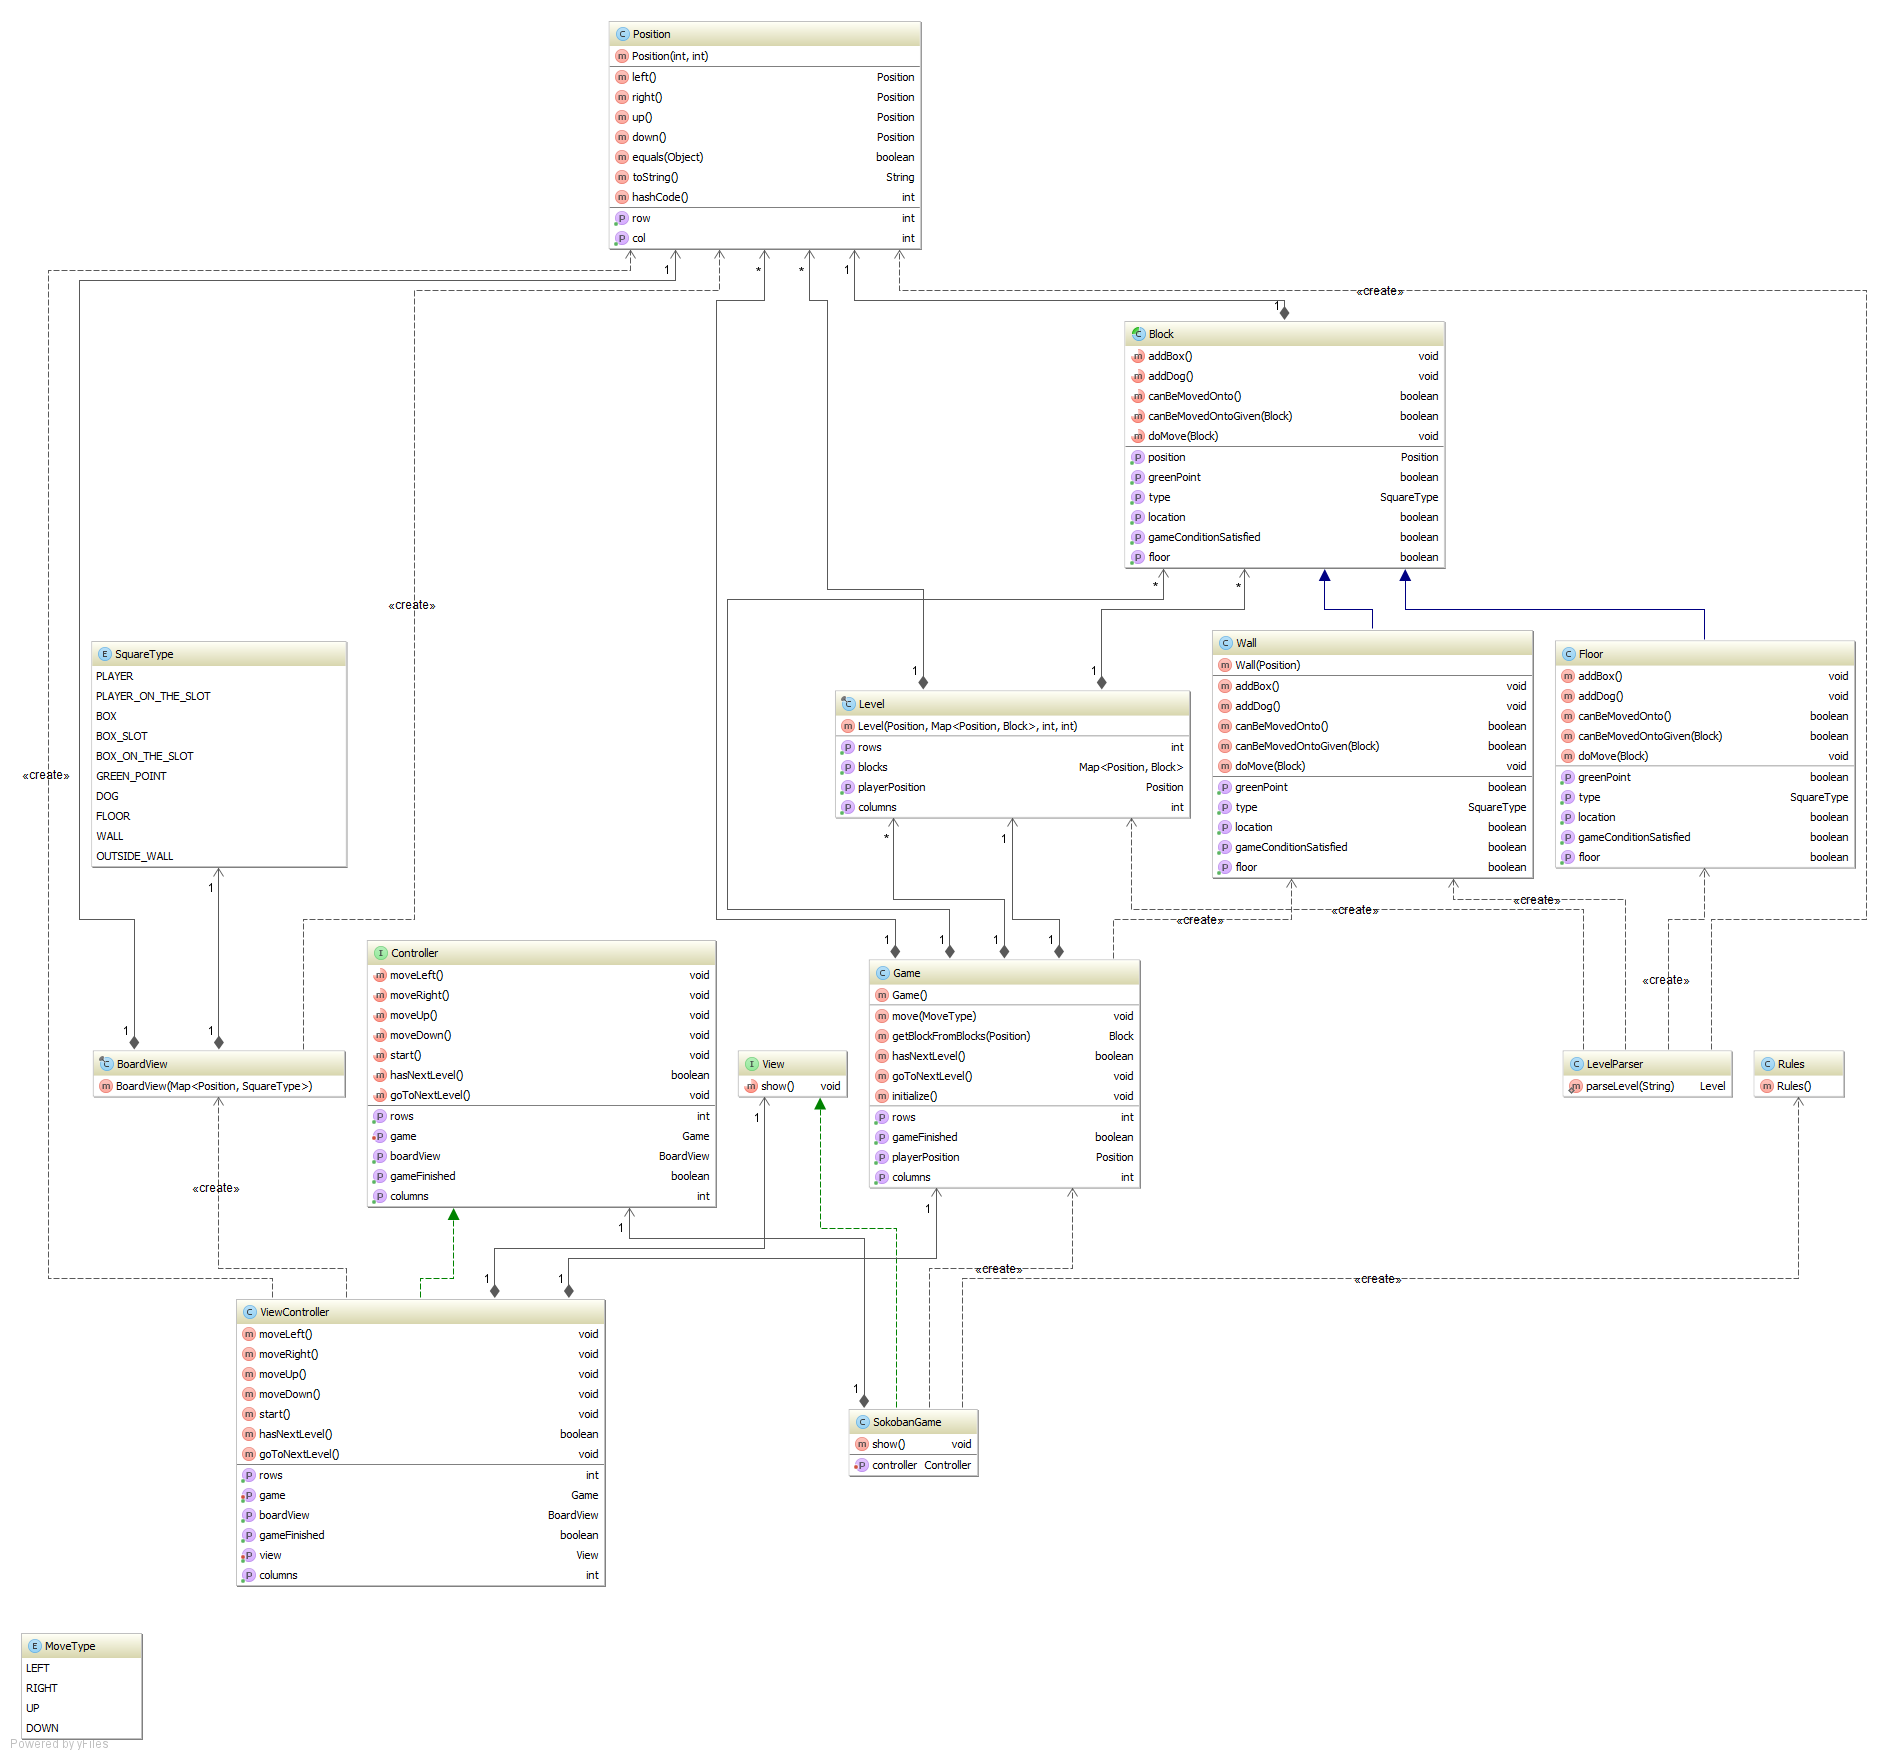 Position
Position(int, int)
left() Position
right() Position
up() Position
down() Position
equals(Object) boolean
toString() String
hashCode() int
row int
col int
1
*
*
1
«create»
1
Block
addBox() void
addDog() void
canBeMovedOnto() boolean
canBeMovedOntoGiven(Block) boolean
doMove(Block) void
position Position
greenPoint boolean
type SquareType
location boolean
gameConditionSatisfied boolean
floor boolean
*
*
«create»
SquareType
PLAYER
PLAYER_ON_THE_SLOT
BOX
BOX_SLOT
BOX_ON_THE_SLOT
GREEN_POINT
DOG
FLOOR
WALL
OUTSIDE_WALL
1
«create»
1
1
Level
Level(Position, Map<Position, Block>, int, int)
rows int
blocks Map<Position, Block>
playerPosition Position
columns int
*
1
Wall
Wall(Position)
addBox() void
addDog() void
canBeMovedOnto() boolean
canBeMovedOntoGiven(Block) boolean
doMove(Block) void
greenPoint boolean
type SquareType
location boolean
gameConditionSatisfied boolean
floor boolean
Floor
addBox() void
addDog() void
canBeMovedOnto() boolean
canBeMovedOntoGiven(Block) boolean
doMove(Block) void
greenPoint boolean
type SquareType
location boolean
gameConditionSatisfied boolean
floor boolean
«create»
«create»
«create»
«create»
1
1
BoardView
BoardView(Map<Position, SquareType>)
«create»
Controller
moveLeft() void
moveRight() void
moveUp() void
moveDown() void
start() void
hasNextLevel() boolean
goToNextLevel() void
rows int
game Game
boardView BoardView
gameFinished boolean
columns int
1
View
show() void
1
1
1
1
1
Game
Game()
move(MoveType) void
getBlockFromBlocks(Position) Block
hasNextLevel() boolean
goToNextLevel() void
initialize() void
rows int
gameFinished boolean
playerPosition Position
columns int
1
LevelParser
parseLevel(String) Level
Rules
Rules()
«create»
«create»
1
1
ViewController
moveLeft() void
moveRight() void
moveUp() void
moveDown() void
start() void
hasNextLevel() boolean
goToNextLevel() void
rows int
game Game
boardView BoardView
gameFinished boolean
view View
columns int
1
SokobanGame
show() void
controller Controller
MoveType
LEFT
RIGHT
UP
DOWN
Powered by yFiles